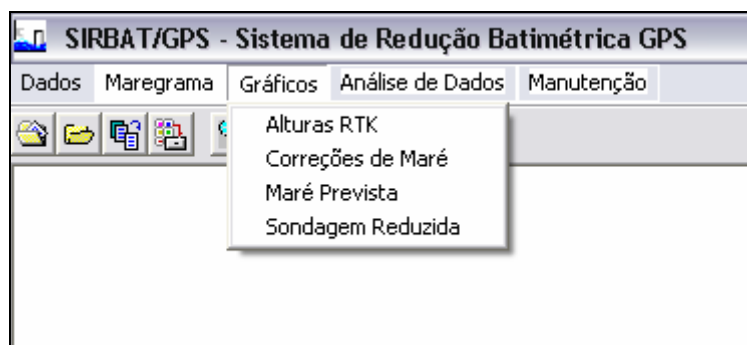 SIRBAT/GPS - Sistema de Redução Batimétrica GPS
Dados Maregrama Gráficos Análise de Dados Manutenção
Alturas RTK
Correções de Maré
Maré Prevista
Sondagem Reduzida